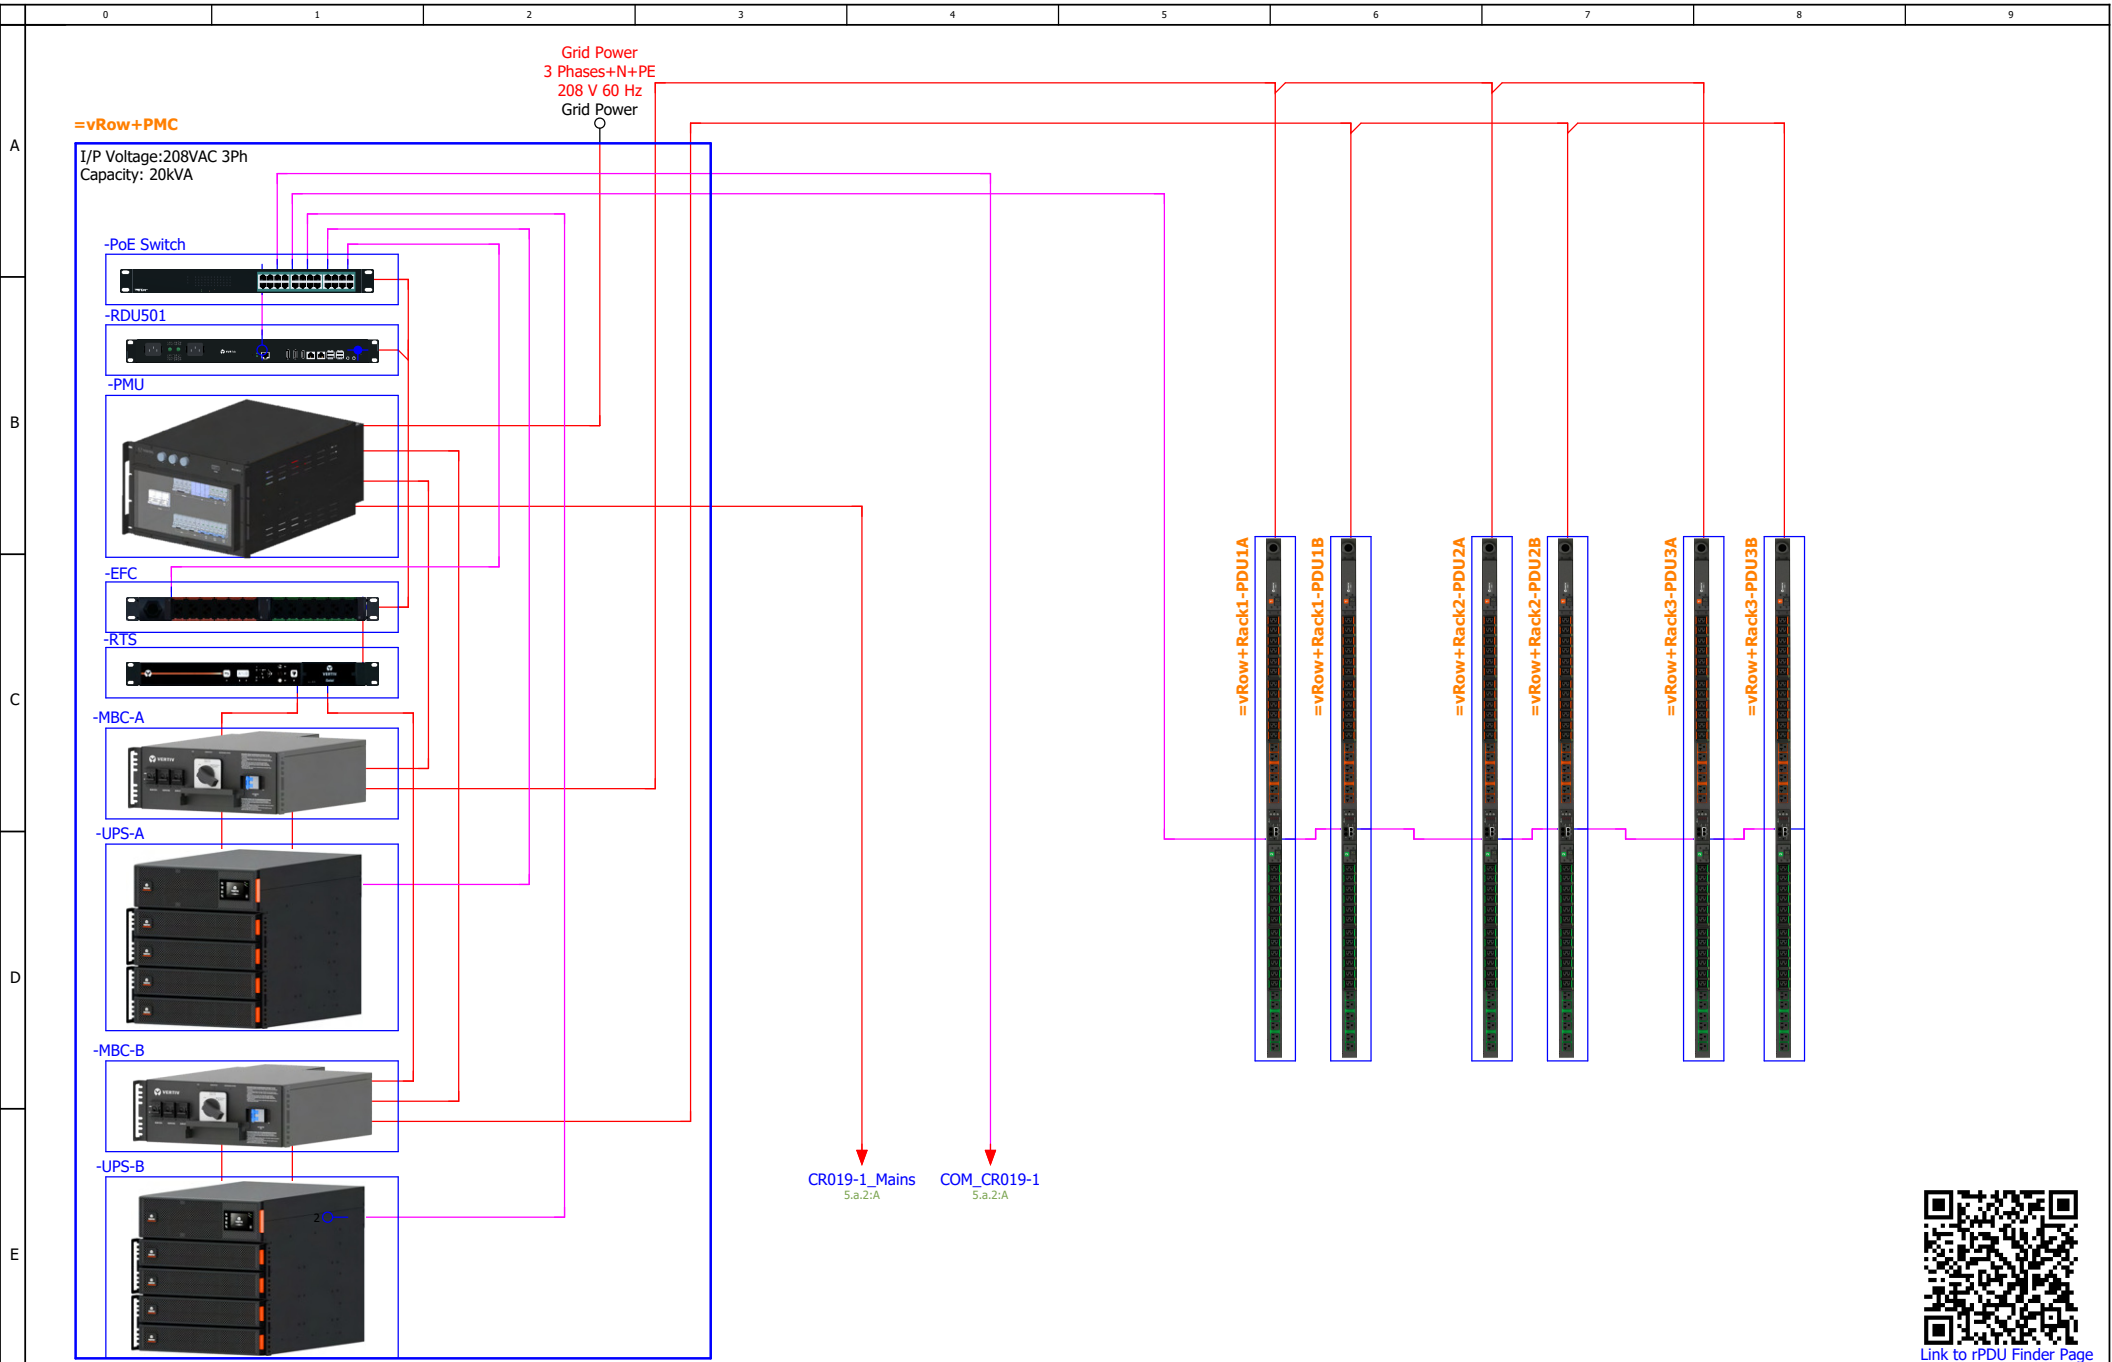 0 1 2 3 4 5 6 7 8 9
Grid Power
3 Phases+N+PE
208 V 60 Hz
Grid Power
=vRow+PMC
A
I/P Voltage:208VAC 3Ph
Capacity: 20kVA
-PoE Switch
-RDU501
-PMU
B
-EFC
-RTS
VERTIV
C
-MBC-A
VERTIV
-UPS-A
D
-MBC-B
VERTIV
-UPS-B
2
E
=vRow+Rack1-PDU1A
=vRow+Rack1-PDU1B
=vRow+Rack2-PDU2A
=vRow+Rack2-PDU2B
=vRow+Rack3-PDU3A
=vRow+Rack3-PDU3B
CR019-1_Mains
5.a.2:A
COM_CR019-1
5.a.2:A
Link to rPDU Finder Page